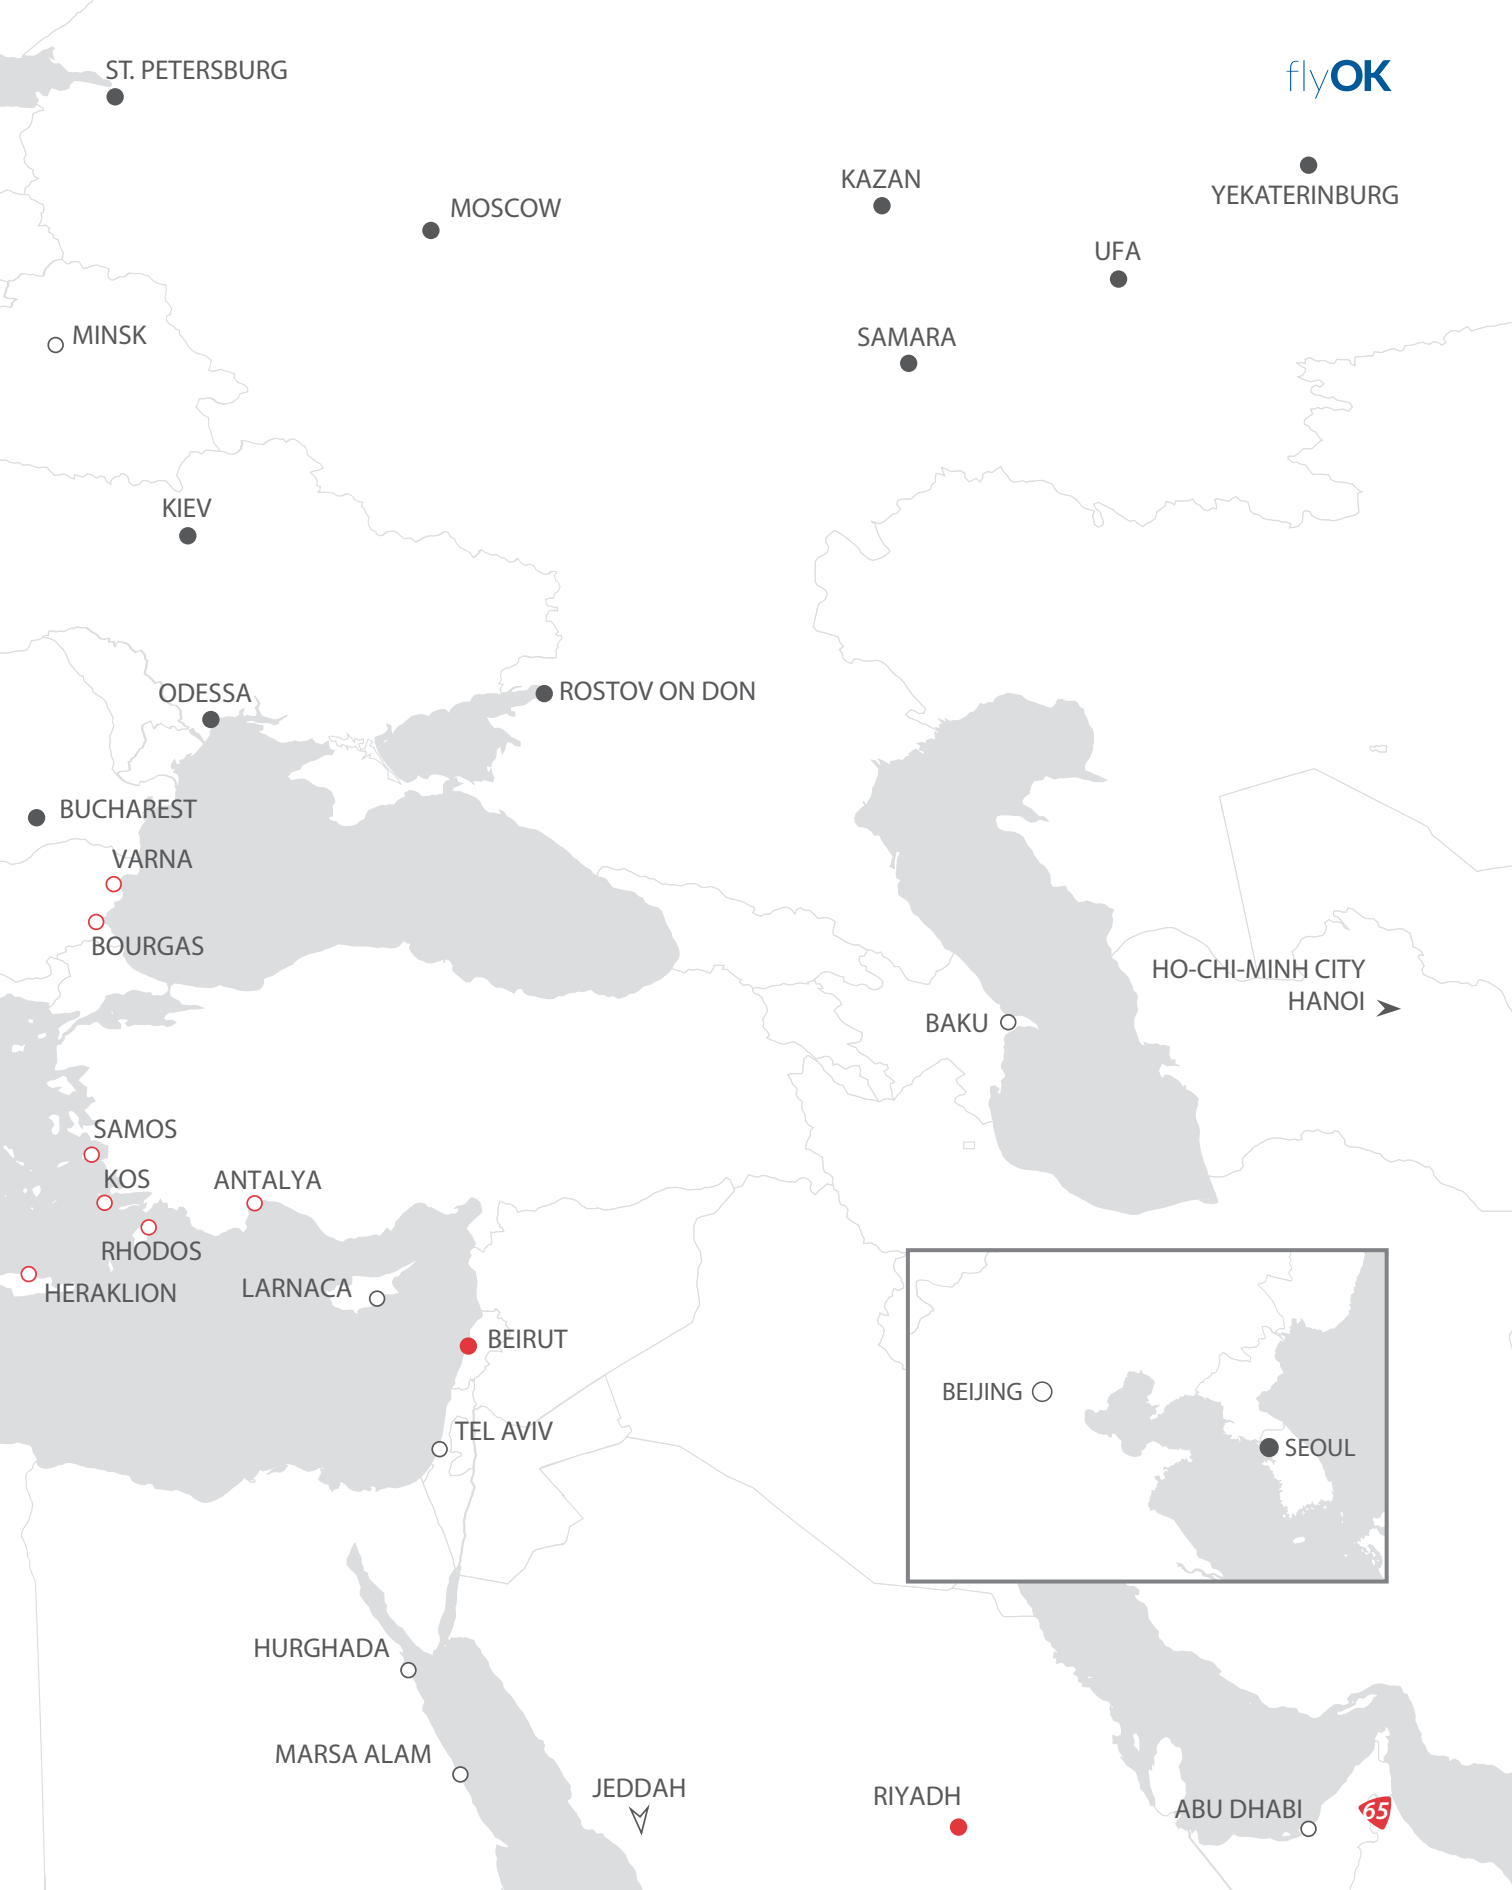 ST. PETERSBURG
flyOK
KAZAN
YEKATERINBURG
MOSCOW
UFA
MINSK
SAMARA
KIEV
ODESSA
ROSTOV ON DON
BUCHAREST
VARNA
BOURGAS
HO-CHI-MINH CITY
HANOI
BAKU
SAMOS
KOS
ANTALYA
RHODOS
HERAKLION
LARNACA
BEIRUT
BEIJING
TEL AVIV
SEOUL
HURGHADA
MARSA ALAM
JEDDAH
RIYADH
ABU DHABI
65